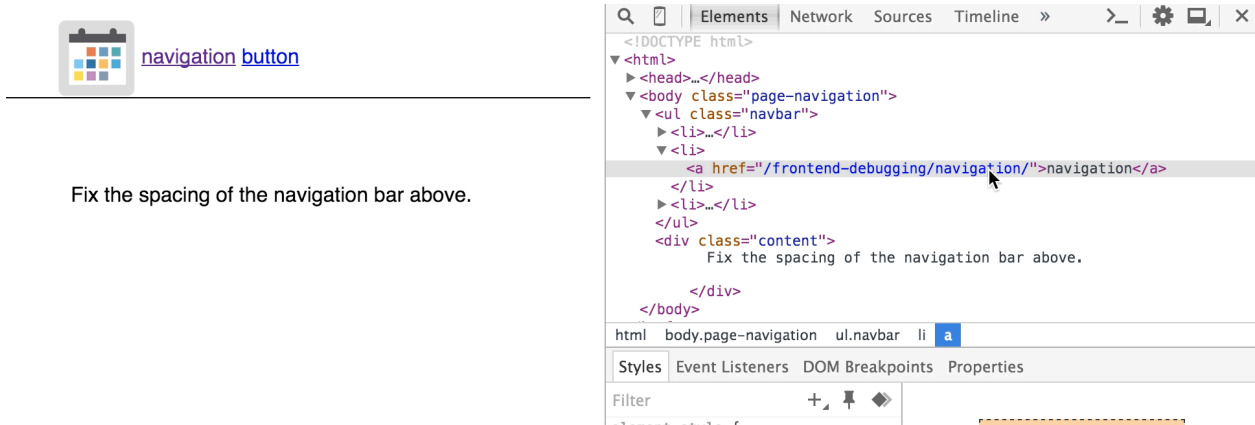 navigation button
Fix the spacing of the navigation bar above.
Elements Network Sources Timeline »
<!DOCTYPE html>
▼<html>
▶<head>…</head>
▼<body class="page-navigation">
▼<ul class="navbar">
▶<li>…</li>
▼<li>
<a href="/frontend-debugging/navigation/">navigation</a>
</li>
▶<li>…</li>
</ul>
<div class="content">
Fix the spacing of the navigation bar above.
</div>
</body>
html body.page-navigation ul.navbar li a
Styles Event Listeners DOM Breakpoints Properties
Filter